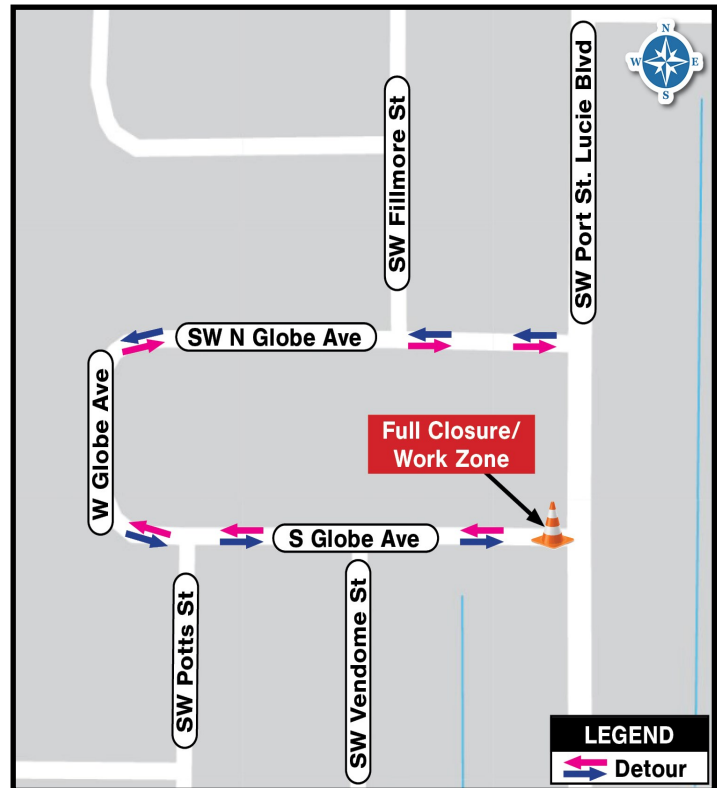 N
W E
S
SW Port St. Lucie Blvd
SW Fillmore St
SW N Globe Ave
W Globe Ave
Full Closure/
Work Zone
S Globe Ave
SW Potts St
SW Vendome St
LEGEND
Detour